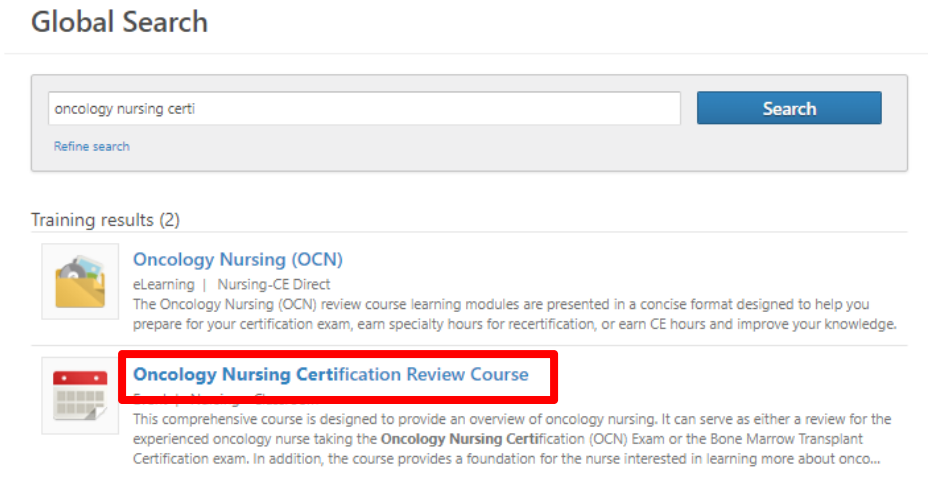 Global Search
oncology nursing certi
Search
Refine search
Training results (2)
Oncology Nursing (OCN)
eLearning | Nursing-CE Direct
The Oncology Nursing (OCN) review course learning modules are presented in a concise format designed to help you
prepare for your certification exam, earn specialty hours for recertification, or earn CE hours and improve your knowledge.
Oncology Nursing Certification Review Course
This comprehensive course is designed to provide an overview of oncology nursing. It can serve as either a review for the
experienced oncology nurse taking the Oncology Nursing Certification (OCN) Exam or the Bone Marrow Transplant
Certification exam. In addition, the course provides a foundation for the nurse interested in learning more about onco...